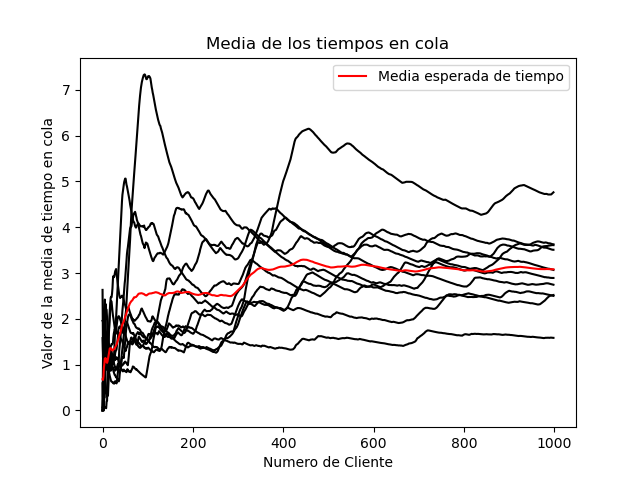 Media de los tiempos en cola
Media esperada de tiempo
Valor de la media de tiempo en cola
7
6
5
4
3
2
1
0
0 200 400 600 800 1000
Numero de Cliente